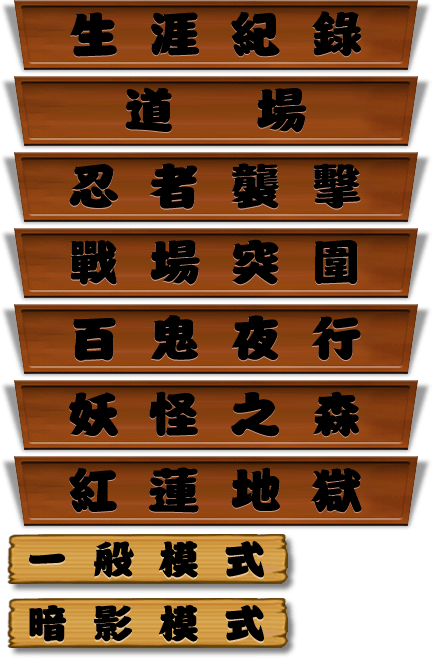 生涯紀錄
道場
忍者襲擊
戰場突圍
百鬼夜行
妖怪之森
紅蓮地獄
一般模式
暗影模式